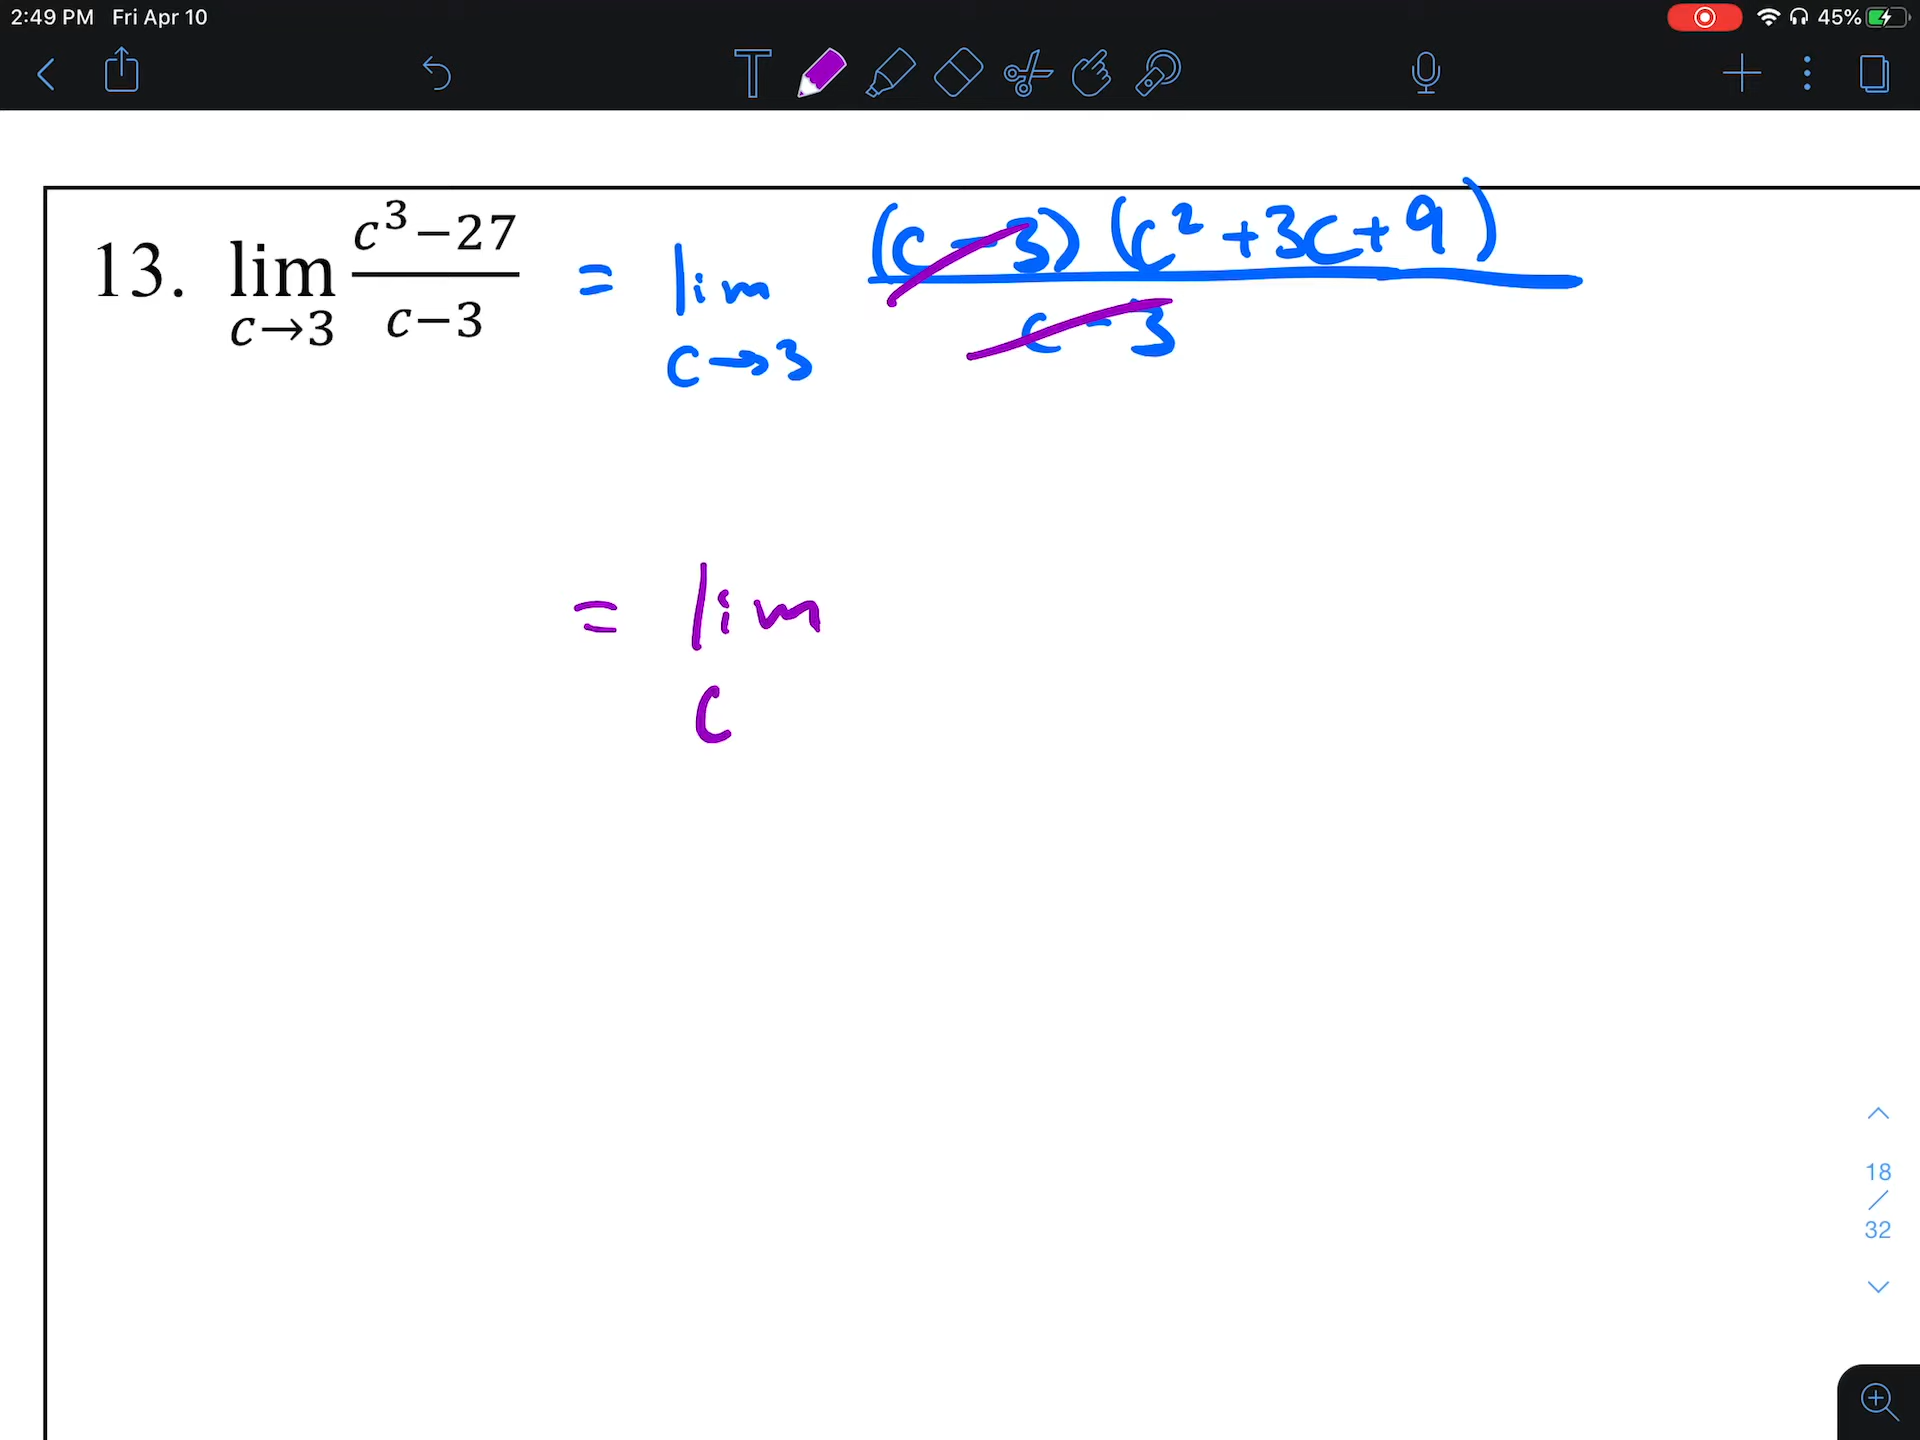 2:49 PM Fri Apr 10 45%
T
13. lim c→3 c³−27 / c−3 = lim c→3 (c−3)(c²+3c+9) / c−3
= lim
c
18
/
32